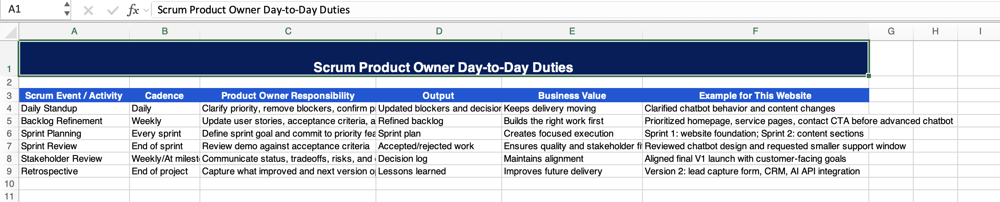 A1 fx Scrum Product Owner Day-to-Day Duties
A B C D E F G H I
1 Scrum Product Owner Day-to-Day Duties
2
3 Scrum Event / Activity Cadence Product Owner Responsibility Output Business Value Example for This Website
4 Daily Standup Daily Clarify priority, remove blockers, confirm Updated blockers and Keeps delivery moving Clarified chatbot behavior and content changes
5 Backlog Refinement Weekly Update user stories, acceptance criteria, Refined backlog Builds the right work first Prioritized homepage, service pages, contact CTA before advanced chatbot
6 Sprint Planning Every sprint Define sprint goal and commit to priority Sprint plan Creates focused execution Sprint 1: website foundation; Sprint 2: content sections
7 Sprint Review End of sprint Review demo against acceptance criteria Accepted/rejected work Ensures quality and stakeholder Reviewed chatbot design and requested smaller support window
8 Stakeholder Review Weekly/At Communicate status, tradeoffs, risks, and Decision log Maintains alignment Aligned final V1 launch with customer-facing goals
9 Retrospective End of project Capture what improved and next version Lessons learned Improves future delivery Version 2: lead capture form, CRM, AI API integration
10
11